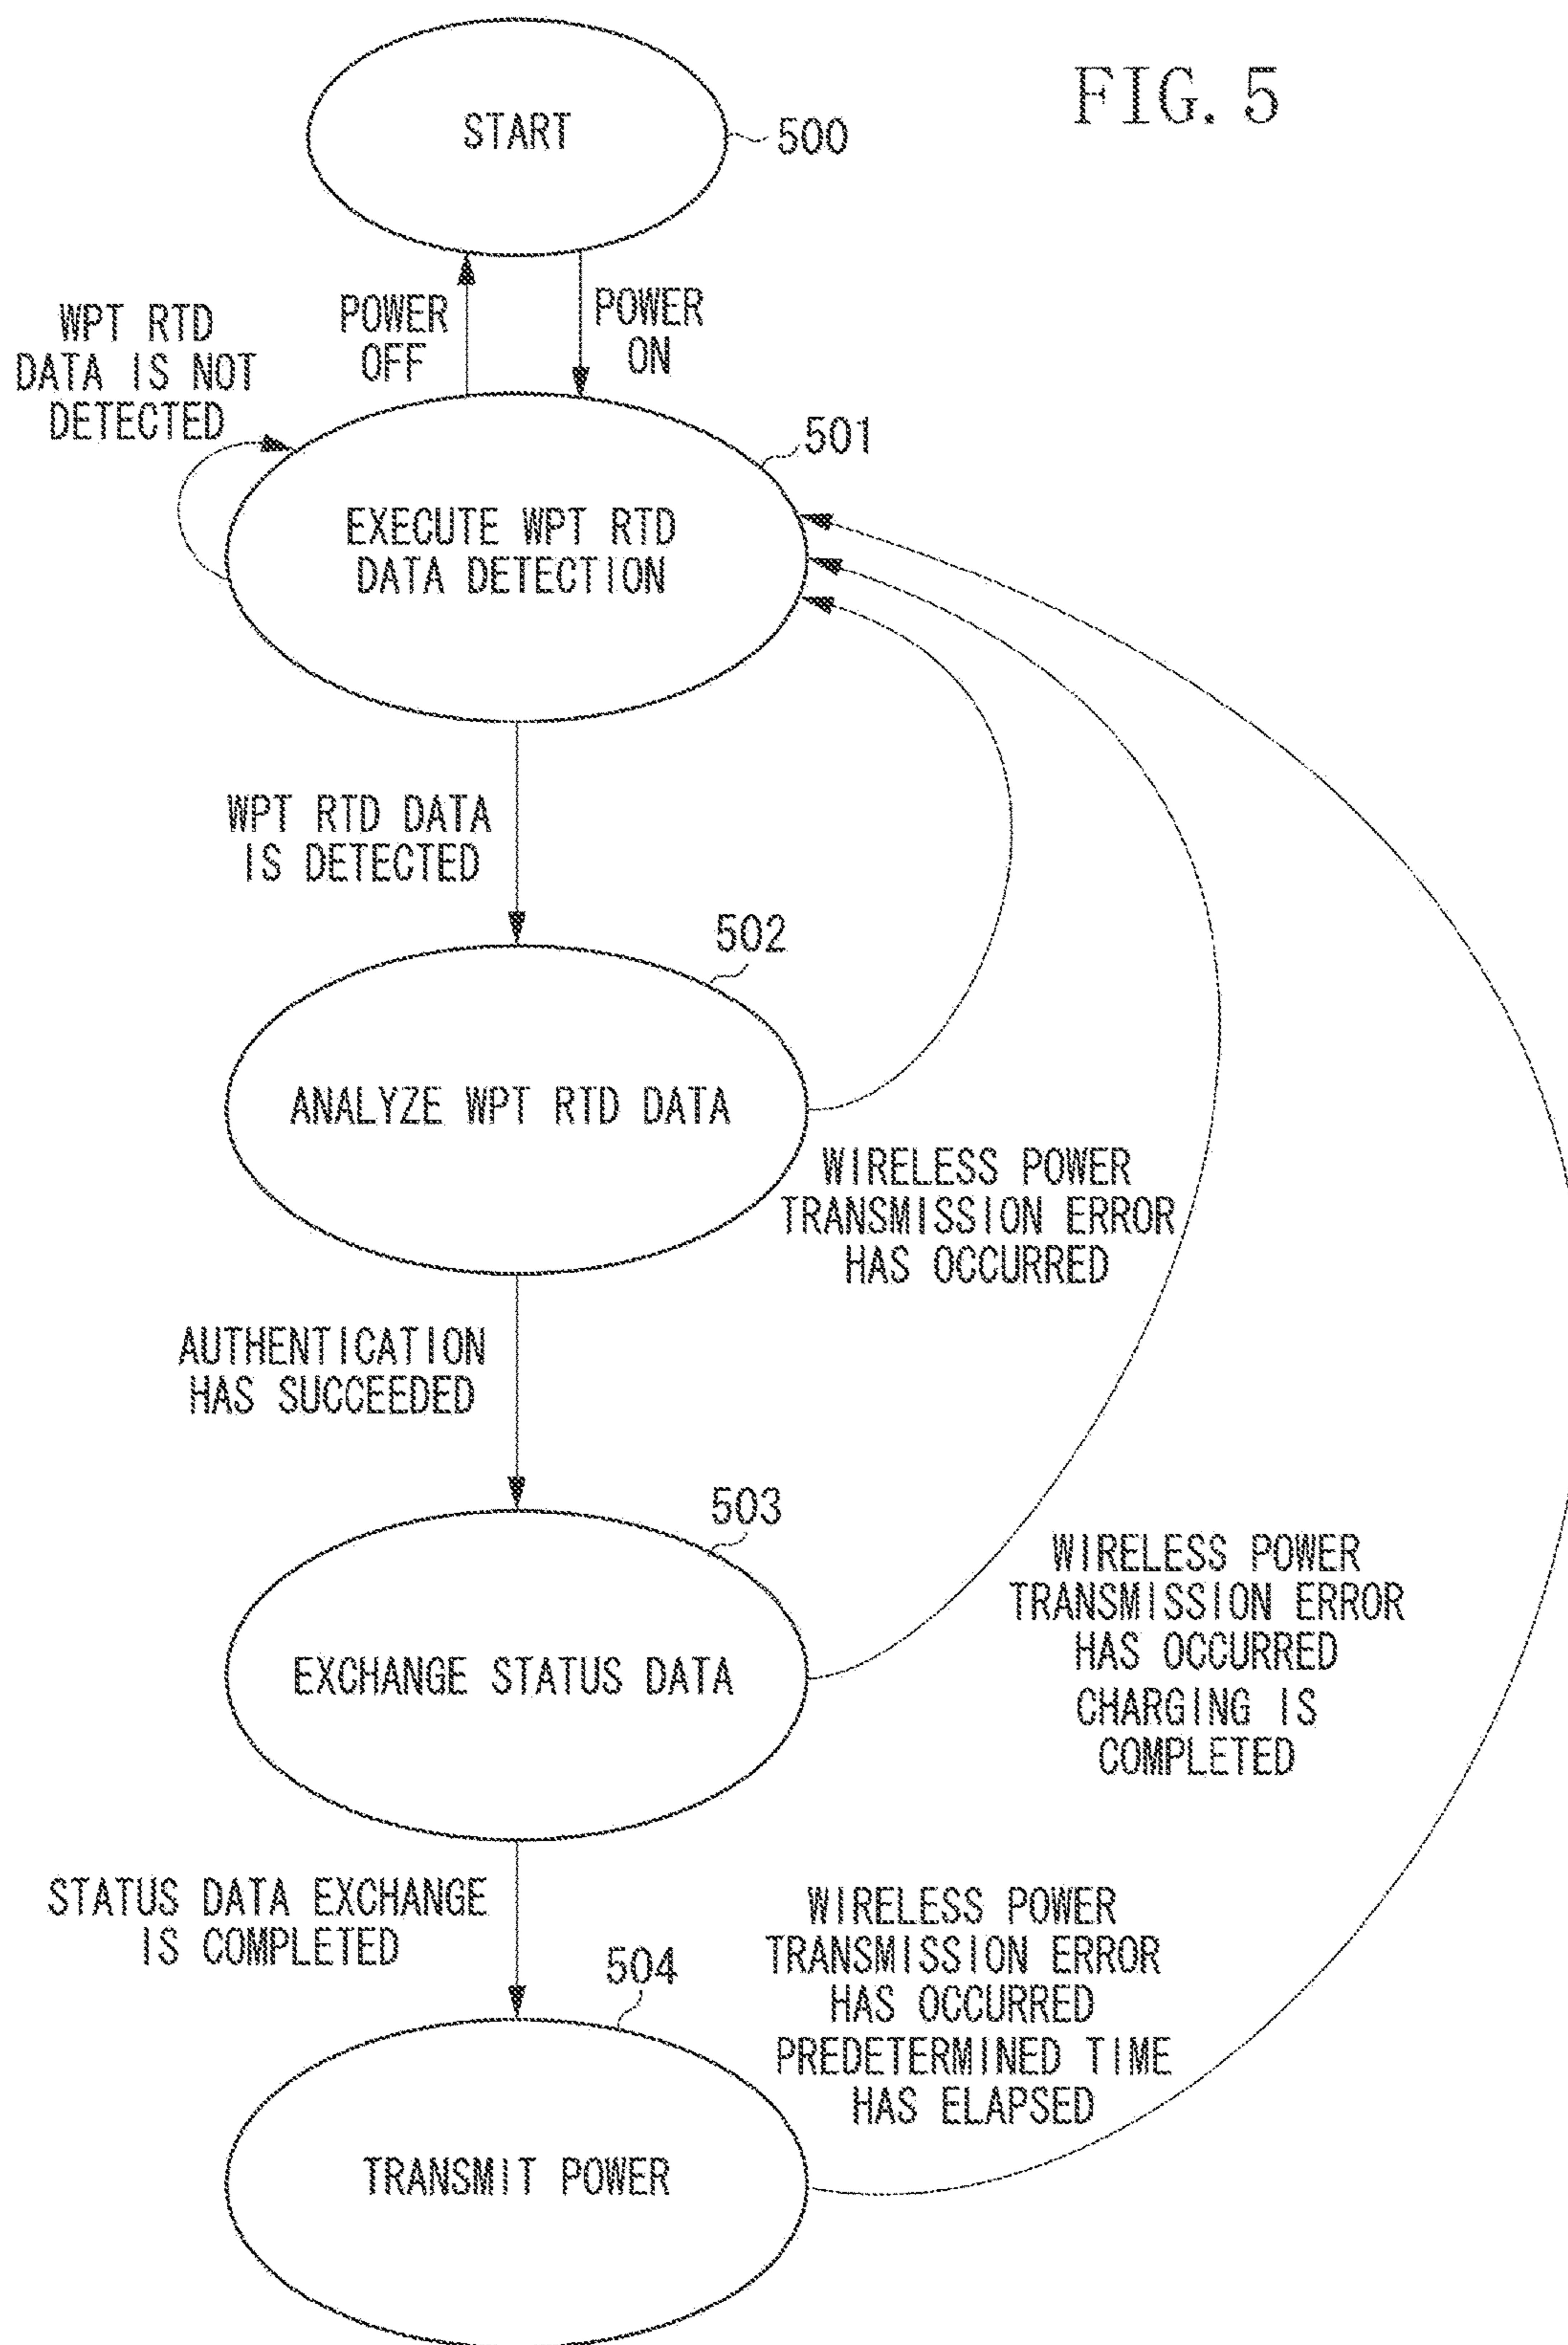 FIG. 5
START
500
POWER
OFF
POWER
ON
WPT RTD
DATA IS NOT
DETECTED
501
EXECUTE WPT RTD
DATA DETECTION
WPT RTD DATA
IS DETECTED
502
ANALYZE WPT RTD DATA
WIRELESS POWER
TRANSMISSION ERROR
HAS OCCURRED
AUTHENTICATION
HAS SUCCEEDED
503
EXCHANGE STATUS DATA
WIRELESS POWER
TRANSMISSION ERROR
HAS OCCURRED
CHARGING IS
COMPLETED
STATUS DATA EXCHANGE
IS COMPLETED
504
WIRELESS POWER
TRANSMISSION ERROR
HAS OCCURRED
PREDETERMINED TIME
HAS ELAPSED
TRANSMIT POWER